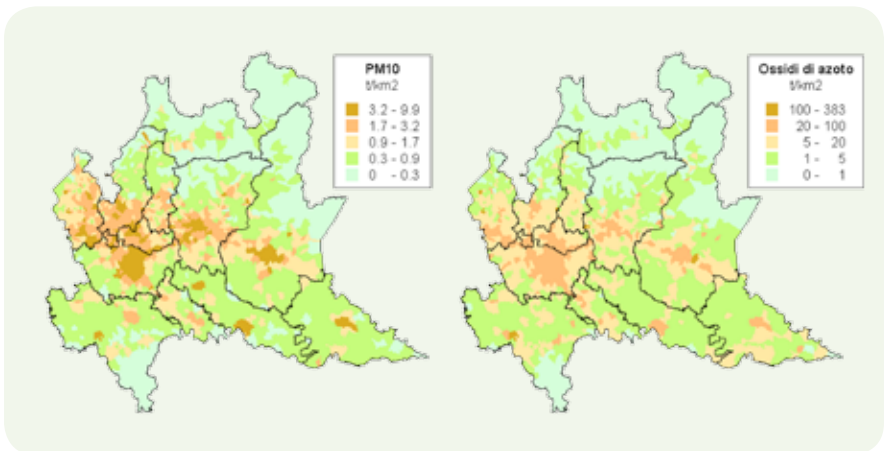 PM10
t/km2
3.2 - 9.9
1.7 - 3.2
0.9 - 1.7
0.3 - 0.9
0 - 0.3
Ossidi di azoto
t/km2
100 - 383
20 - 100
5 - 20
1 - 5
0 - 1